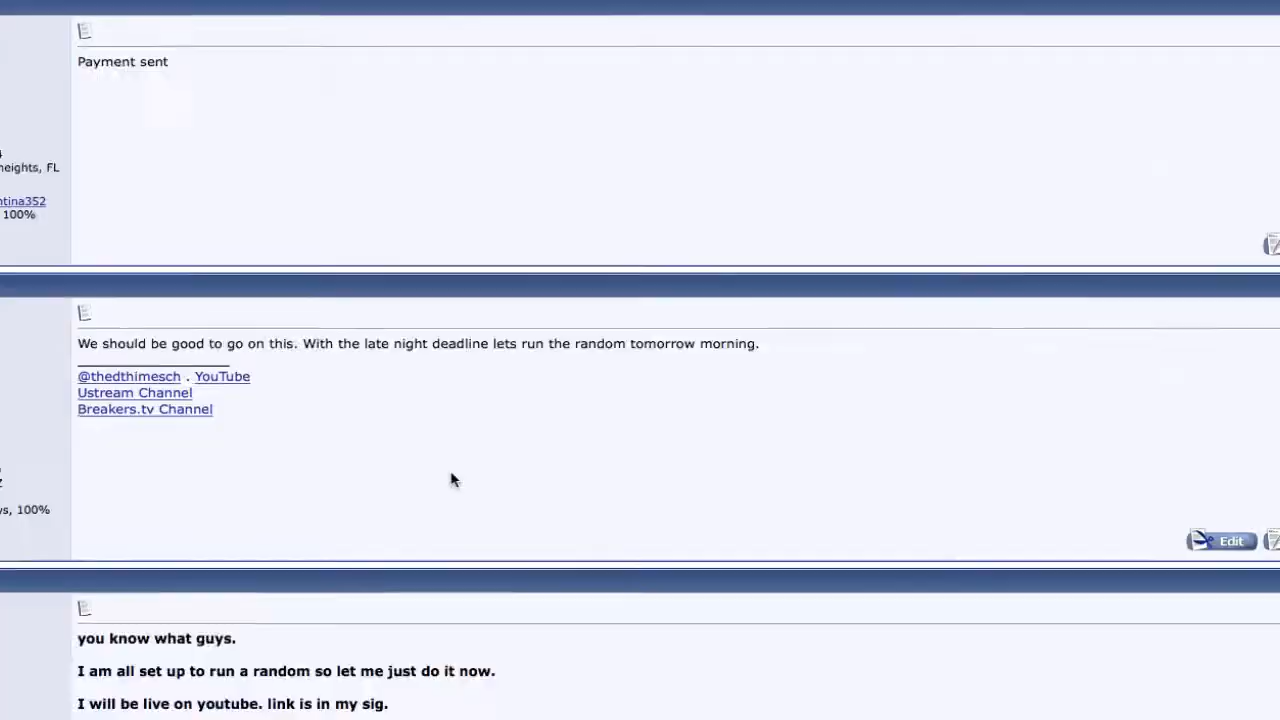 Payment sent
heights, FL
ntina352
100%
We should be good to go on this. With the late night deadline lets run the random tomorrow morning.
@thedthimesch . YouTube
Ustream Channel
Breakers.tv Channel
100%
Edit
you know what guys.
I am all set up to run a random so let me just do it now.
I will be live on youtube. link is in my sig.